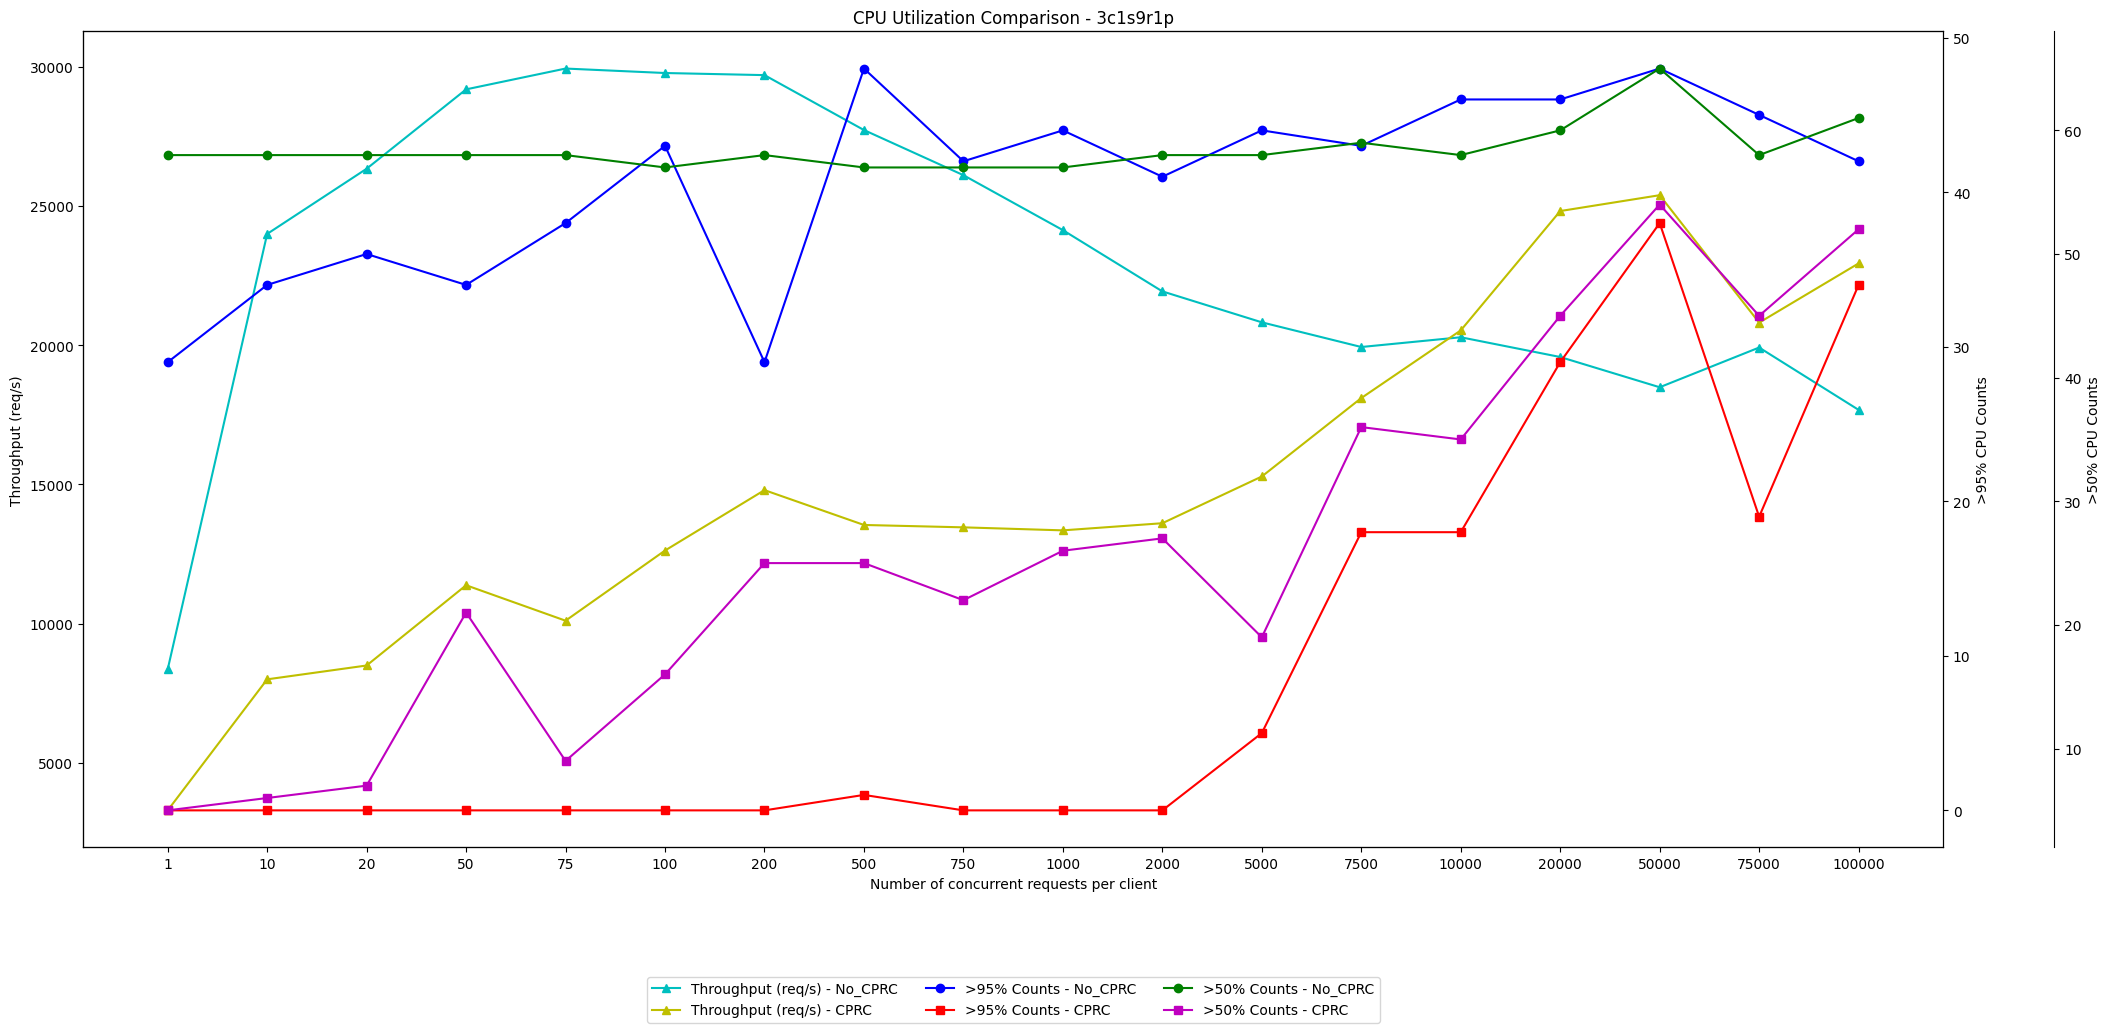 CPU Utilization Comparison - 3c1s9r1p
30000
25000
20000
15000
10000
5000
Throughput (req/s)
50
40
30
20
10
0
>95% CPU Counts
60
50
40
30
20
10
>50% CPU Counts
1 10 20 50 75 100 200 500 750 1000 2000 5000 7500 10000 20000 50000 75000 100000
Number of concurrent requests per client
Throughput (req/s) - No_CPRC >95% Counts - No_CPRC >50% Counts - No_CPRC
Throughput (req/s) - CPRC >95% Counts - CPRC >50% Counts - CPRC